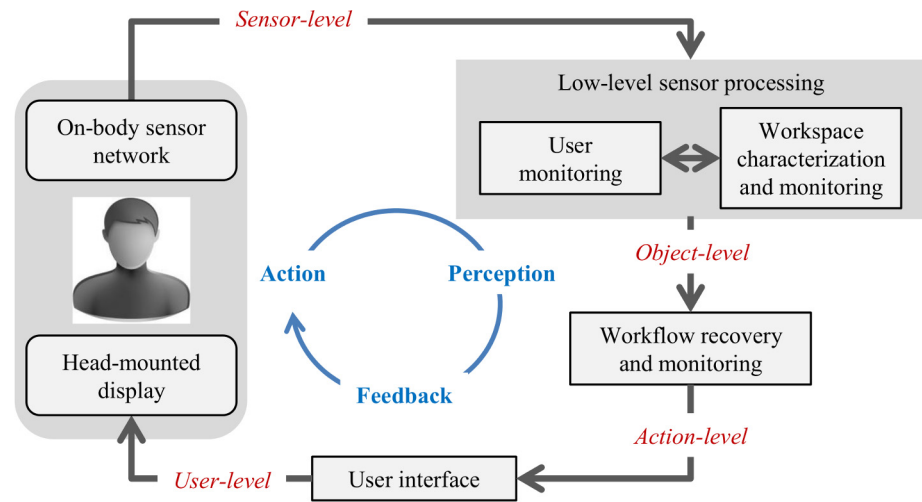 Sensor-level
On-body sensor
network
Low-level sensor processing
User
monitoring
Workspace
characterization
and monitoring
Action
Perception
Feedback
Object-level
Workflow recovery
and monitoring
Head-mounted
display
Action-level
User interface
User-level